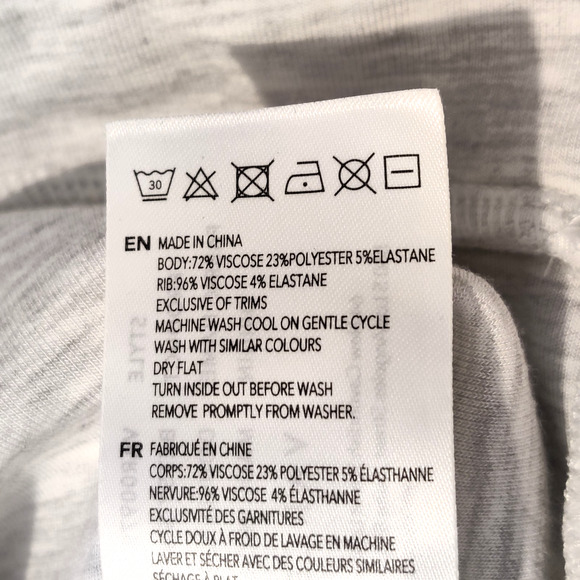 30
EN MADE IN CHINA
BODY:72% VISCOSE 23%POLYESTER 5%ELASTANE
RIB:96% VISCOSE 4% ELASTANE
EXCLUSIVE OF TRIMS
MACHINE WASH COOL ON GENTLE CYCLE
WASH WITH SIMILAR COLOURS
DRY FLAT
TURN INSIDE OUT BEFORE WASH
REMOVE PROMPTLY FROM WASHER.
FR FABRIQUÉ EN CHINE
CORPS:72% VISCOSE 23% POLYESTER 5% ÉLASTHANNE
NERVURE:96% VISCOSE 4% ÉLASTHANNE
EXCLUSIVITÉ DES GARNITURES
CYCLE DOUX À FROID DE LAVAGE EN MACHINE
LAVER ET SÉCHER AVEC DES COULEURS SIMILAIRES
SÉCHAGE À PLAT